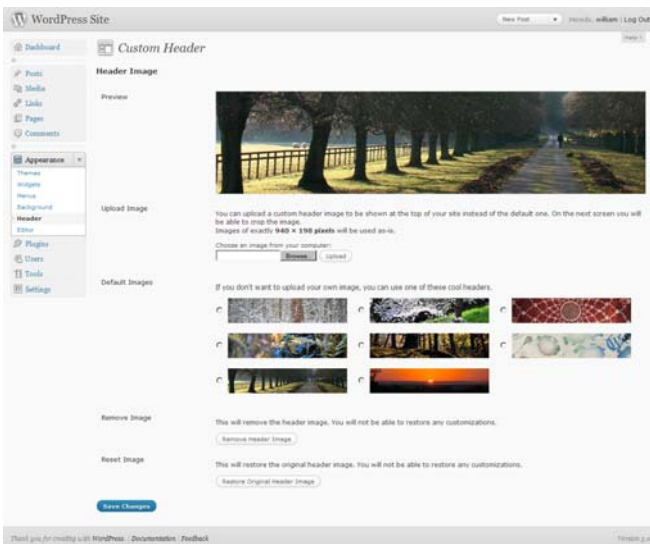 WordPress Site
New Post
Howdy, william | Log Out
Help
Dashboard
Posts
Media
Links
Pages
Comments
Appearance
Themes
Widgets
Menus
Background
Header
Editor
Plugins
Users
Tools
Settings
Custom Header
Header Image
Preview
Upload Image
You can upload a custom header image to be shown at the top of your site instead of the default one. On the next screen you will
be able to crop the image.
Images of exactly 940 × 198 pixels will be used as-is.
Choose an image from your computer:
Browse...
Upload
Default Images
If you don't want to upload your own image, you can use one of these cool headers.
Remove Image
This will remove the header image. You will not be able to restore any customizations.
Remove Header Image
Reset Image
This will restore the original header image. You will not be able to restore any customizations.
Restore Original Header Image
Save Changes
Thank you for creating with WordPress. | Documentation | Feedback
Version